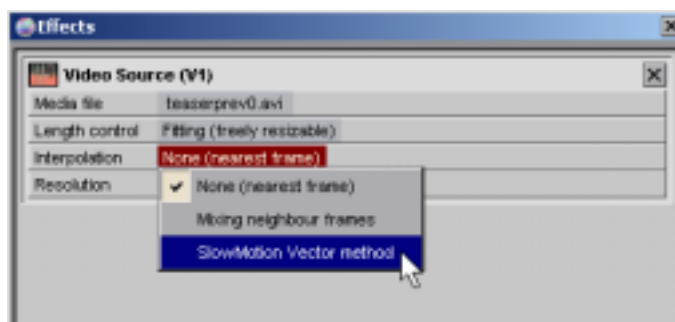 Effects
Video Source (V1)
Media file teaserprev0.avi
Length control Fitting (freely resizable)
Interpolation None (nearest frame)
Resolution None (nearest frame)
Mixing neighbour frames
SlowMotion Vector method